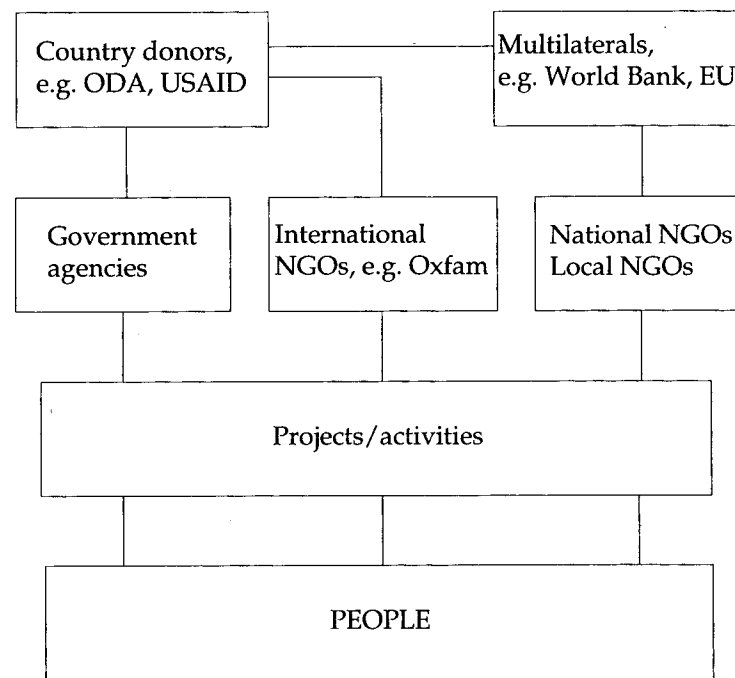 Country donors,
e.g. ODA, USAID
Multilaterals,
e.g. World Bank, EU
Government
agencies
International
NGOs, e.g. Oxfam
National NGOs
Local NGOs
Projects/activities
PEOPLE